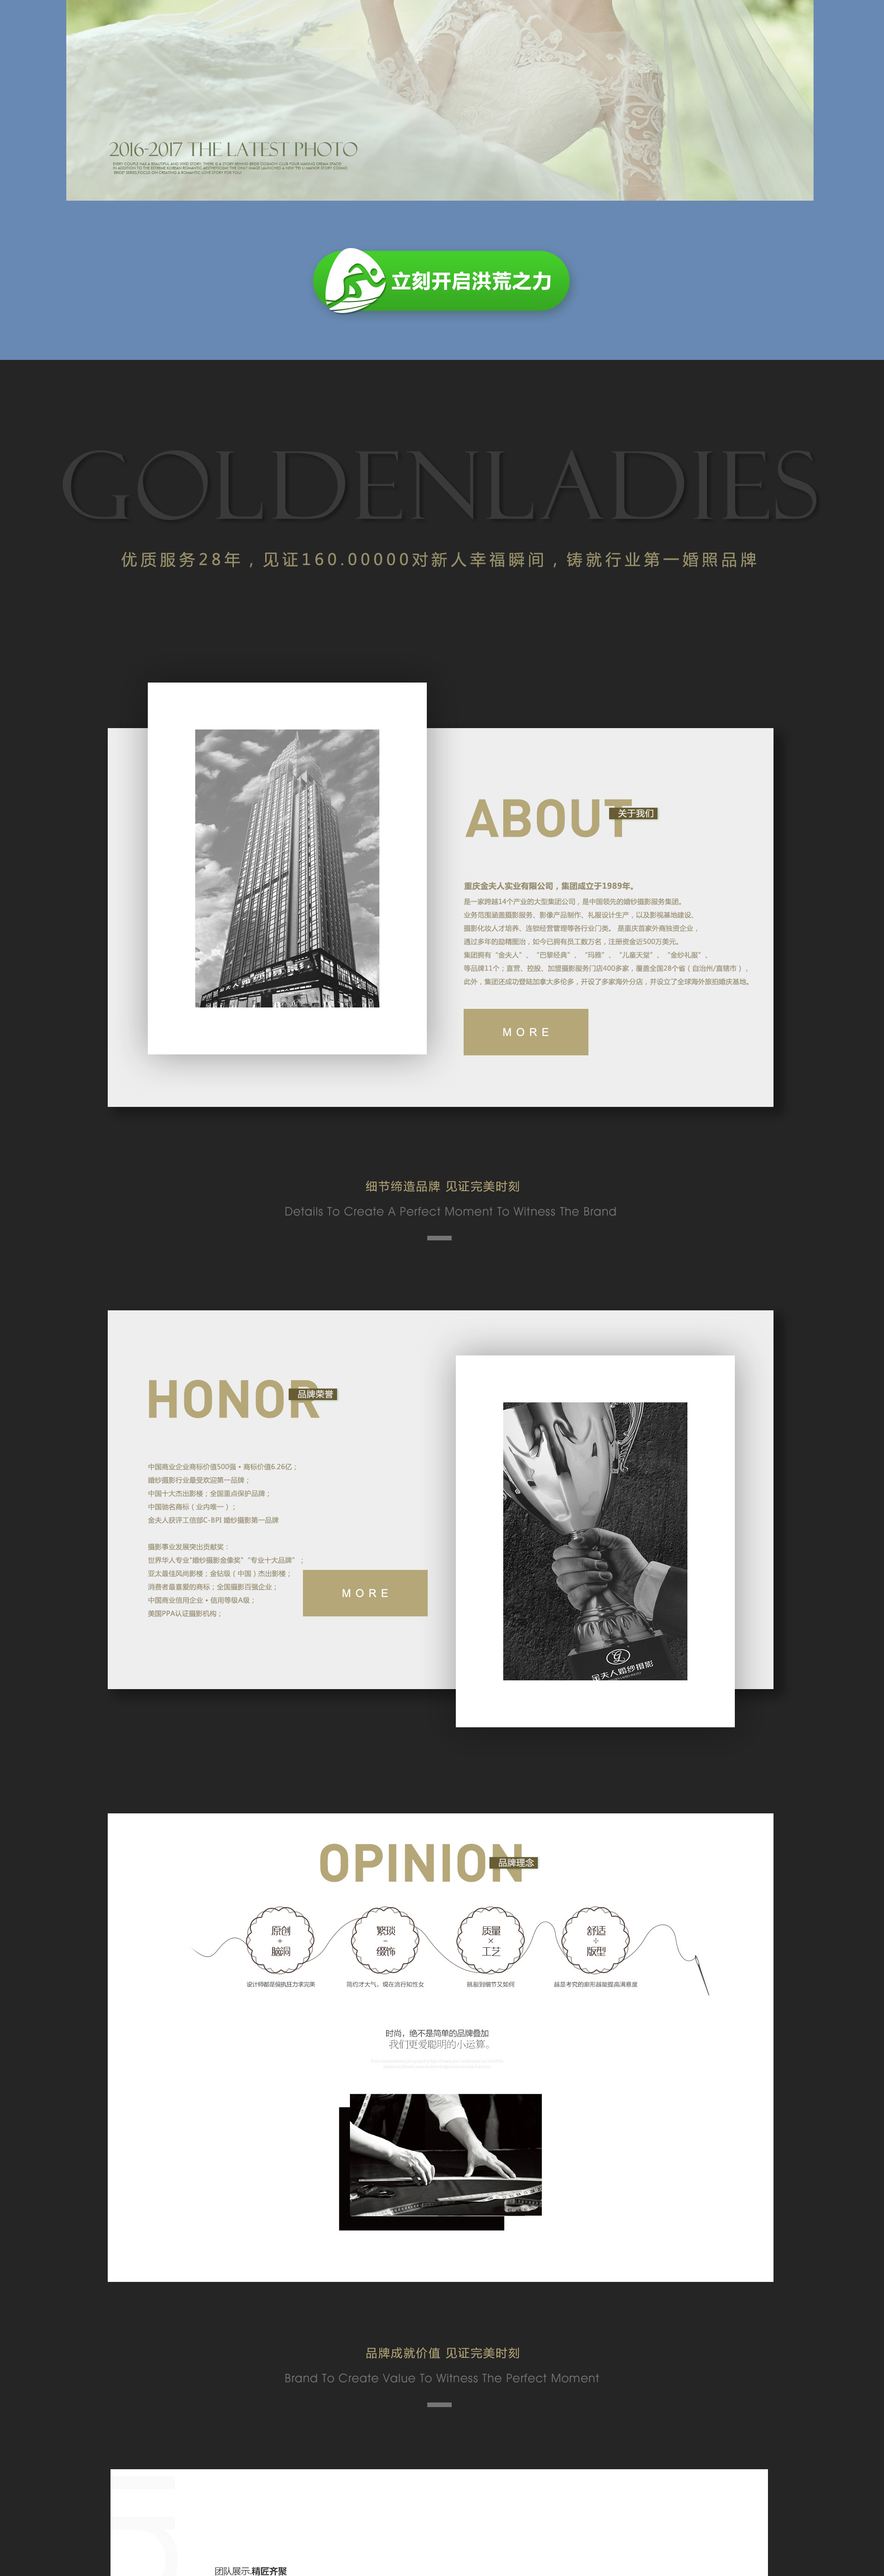 2016-2017 THE LATEST PHOTO
立刻开启洪荒之力
GOLDENLADIES
优质服务28年，见证160.00000对新人幸福瞬间，铸就行业第一婚照品牌
ABOUT
关于我们
重庆金夫人实业有限公司，集团成立于1989年。
是一家跨越14个产业的大型集团公司，是中国领先的婚纱摄影服务集团。
业务范围涵盖摄影服务、影像产品制作、礼服设计生产，以及影视基地建设、
摄影化妆人才培养、连锁经营管理等各行业门类。 是重庆首家外商独资企业，
通过多年的励精图治，如今已拥有员工数万名，注册资金近500万美元。
集团拥有“金夫人”、“巴黎经典”、“玛雅”、“儿童天堂”、“金纱礼服”、
等品牌11个；直营、控股、加盟摄影服务门店400多家，覆盖全国28个省（自治州/直辖市），
此外，集团还成功登陆加拿大多伦多，开设了多家海外分店，并设立了全球海外旅拍婚庆基地。
MORE
细节缔造品牌 见证完美时刻
Details To Create A Perfect Moment To Witness The Brand
HONOR
品牌荣誉
中国商业企业商标价值500强 • 商标价值6.26亿；
婚纱摄影行业最受欢迎第一品牌；
中国十大杰出影楼；全国重点保护品牌；
中国驰名商标（业内唯一）；
金夫人获评工信部C-BPI 婚纱摄影第一品牌
摄影事业发展突出贡献奖：
世界华人专业“婚纱摄影金像奖”“专业十大品牌”；
亚太最佳风尚影楼；金钻级（中国）杰出影楼；
消费者最喜爱的商标；全国摄影百强企业；
中国商业信用企业 • 信用等级A级；
美国PPA认证摄影机构；
MORE
金夫人婚纱摄影
OPINION
品牌理念
原创
+
脑洞
繁琐
−
缀饰
质量
×
工艺
舒适
÷
版型
设计师都是偏执狂力求完美
简约才大气，现在流行知性女
时尚，绝不是简单的品牌叠加
我们更爱聪明的小运算。
品牌成就价值 见证完美时刻
Brand To Create Value To Witness The Perfect Moment
团队展示.精匠齐聚